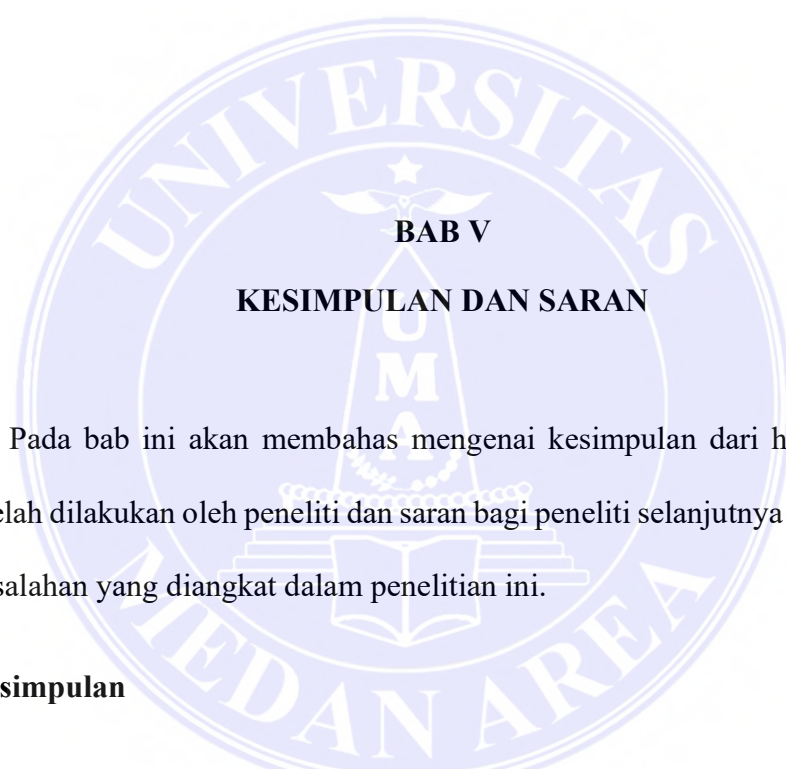 UNIVERSITAS
BAB V
KESIMPULAN DAN SARAN
UMA
Pada bab ini akan membahas mengenai kesimpulan dari h
elah dilakukan oleh peneliti dan saran bagi peneliti selanjutnya
salahan yang diangkat dalam penelitian ini.
simpulan
MEDAN AREA